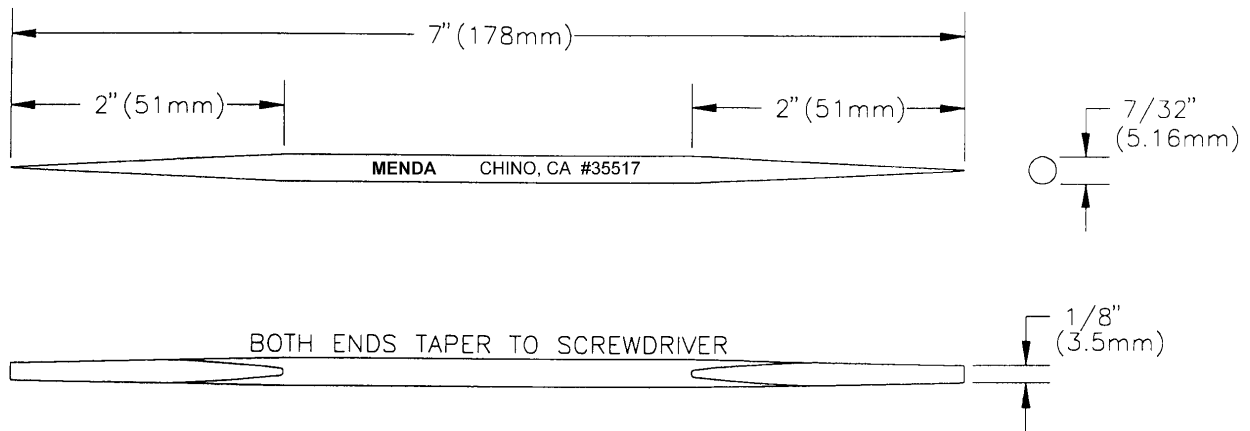 7"(178mm)
2"(51mm)
2"(51mm)
7/32"
(5.16mm)
MENDA CHINO, CA #35517
BOTH ENDS TAPER TO SCREWDRIVER
1/8"
(3.5mm)